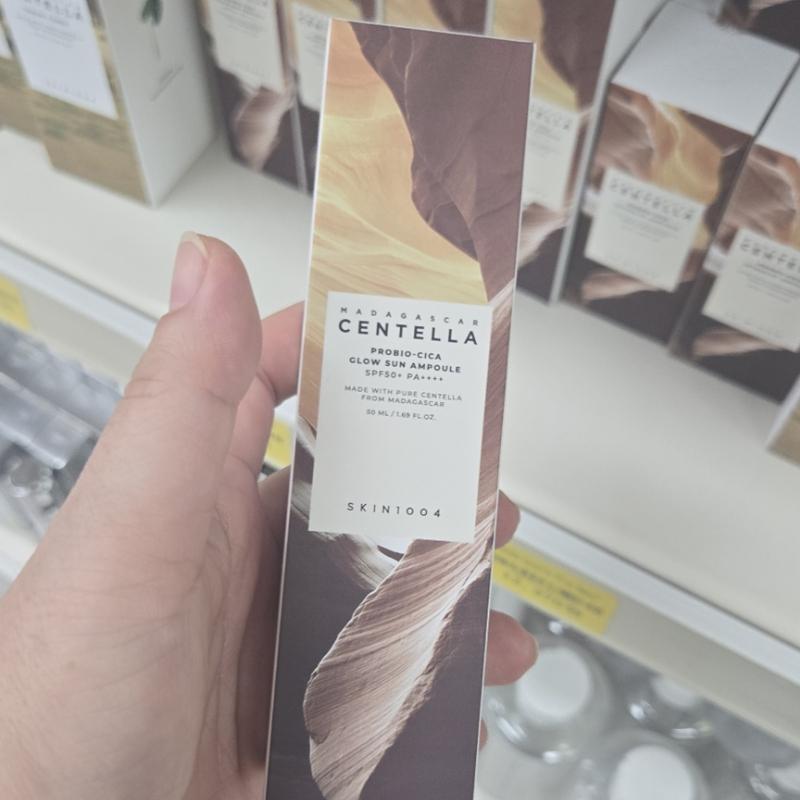 MADAGASCAR
CENTELLA
PROBIO-CICA
GLOW SUN AMPOULE
SPF50+ PA++++
MADE WITH PURE CENTELLA
FROM MADAGASCAR
50 ML / 1.69 FL.OZ.
SKIN1004
CENTELLA